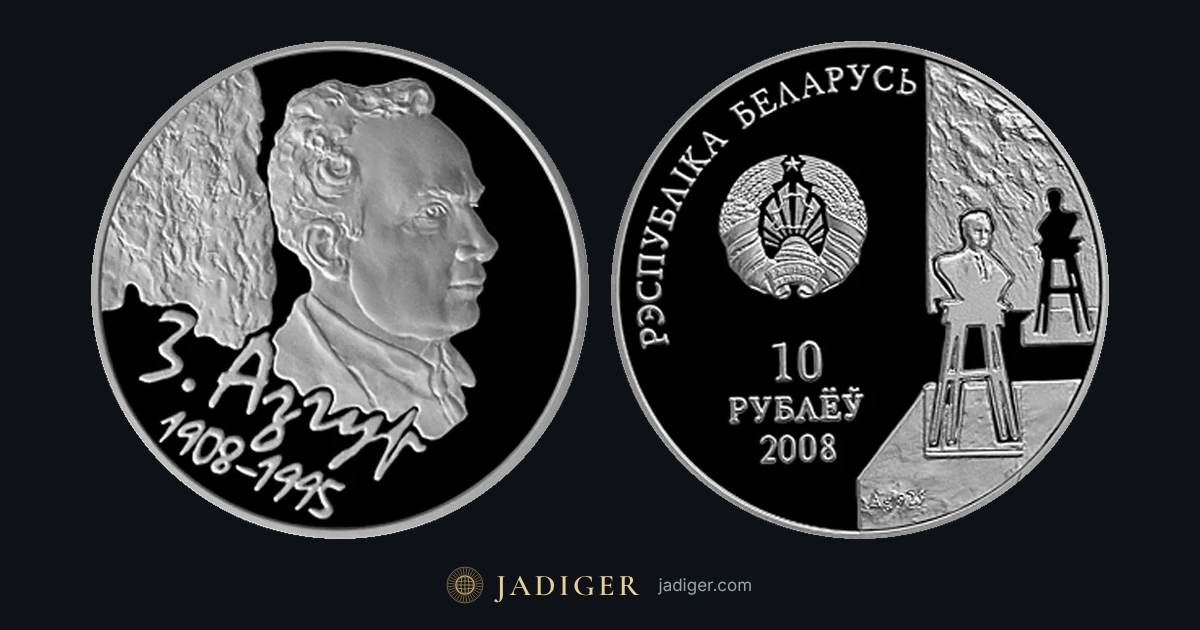 З. Азгур
1908-1995
РЭСПУБЛІКА БЕЛАРУСЬ
10
РУБЛЁЎ
2008
JADIGER jadiger.com